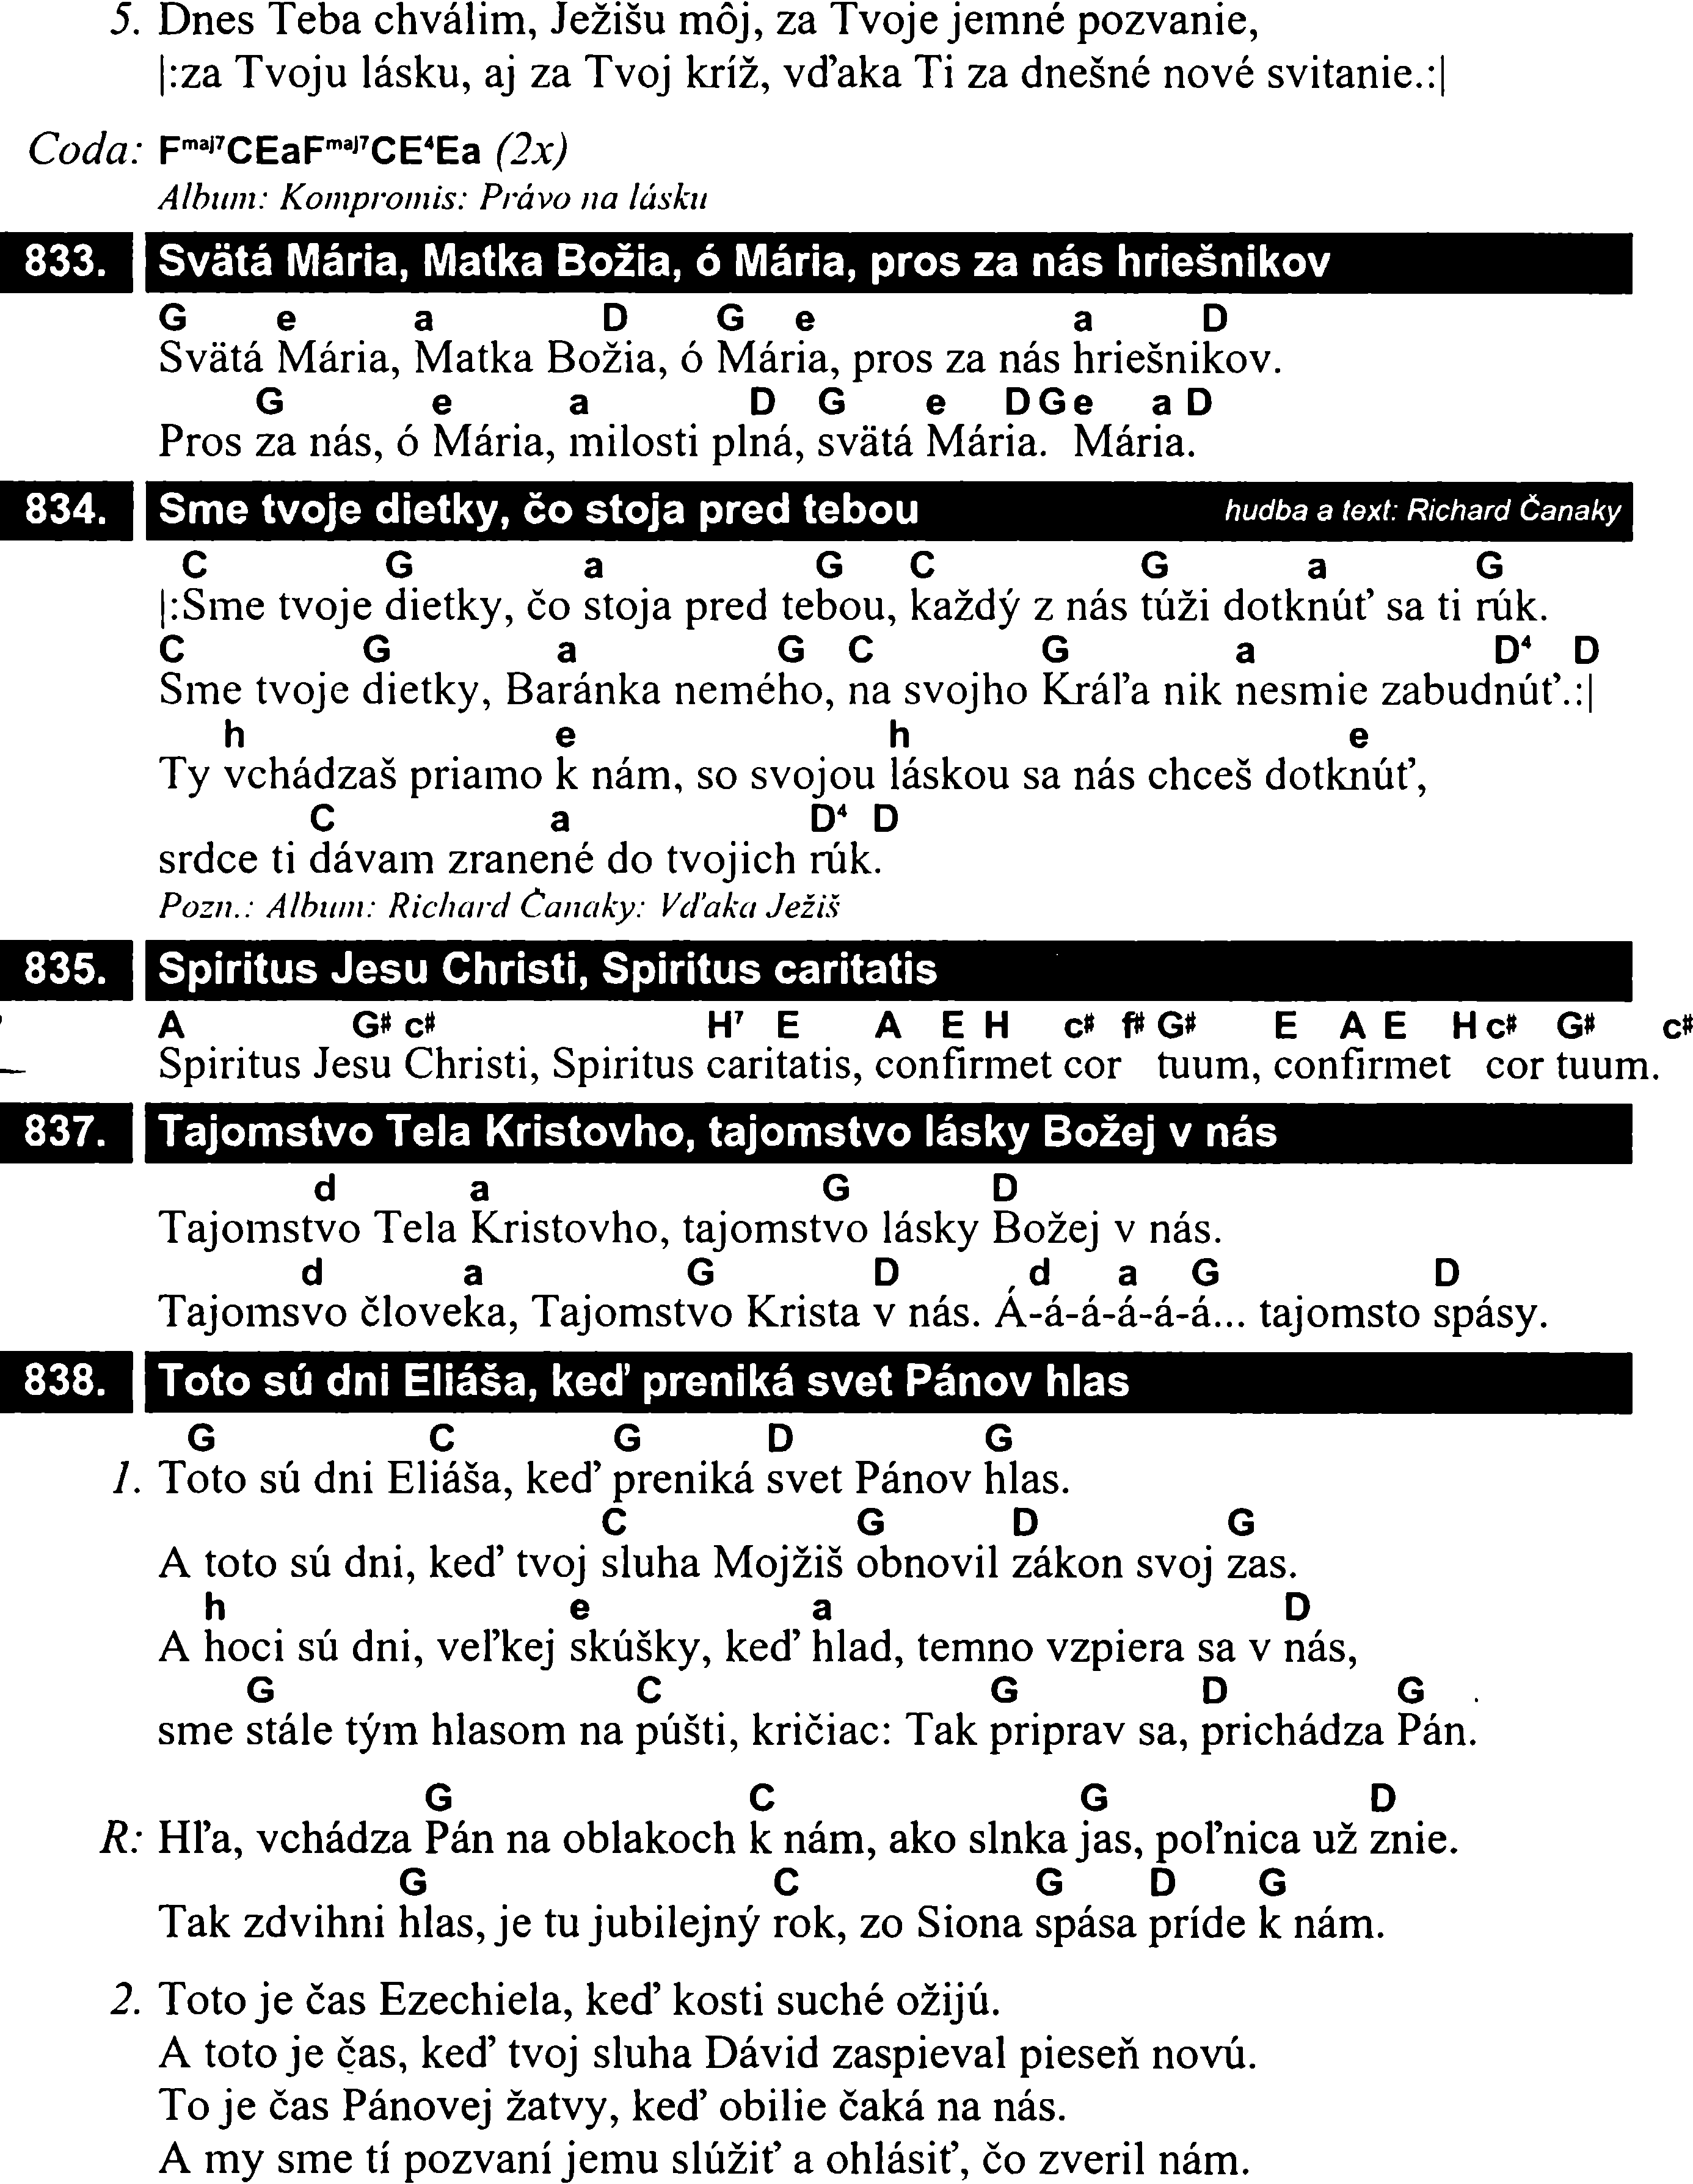 5. Dnes Teba chválim, Ježišu môj, za Tvoje jemné pozvanie,
|:za Tvoju lásku, aj za Tvoj kríž, vďaka Ti za dnešné nové svitanie.:|
Coda: Fmaj7CEaFmaj7CE4Ea (2x)
Album: Kompromis: Právo na lásku
833. Svätá Mária, Matka Božia, ó Mária, pros za nás hriešnikov
G e a D G e a D
Svätá Mária, Matka Božia, ó Mária, pros za nás hriešnikov.
G e a D G e D G e a D
Pros za nás, ó Mária, milosti plná, svätá Mária. Mária.
834. Sme tvoje dietky, čo stoja pred tebou hudba a text: Richard Čanaky
C G a G C G a G
|:Sme tvoje dietky, čo stoja pred tebou, každý z nás túži dotknúť sa ti rúk.
C G a G C G a D4 D
Sme tvoje dietky, Baránka nemého, na svojho Kráľa nik nesmie zabudnúť.:|
h e h e
Ty vchádzaš priamo k nám, so svojou láskou sa nás chceš dotknúť,
C a D4 D
srdce ti dávam zranené do tvojich rúk.
Pozn.: Album: Richard Čanaky: Vďaka Ježiš
835. Spiritus Jesu Christi, Spiritus caritatis
A G# c# H7 E A E H c# f# G# E A E H c# G# c#
Spiritus Jesu Christi, Spiritus caritatis, confirmet cor tuum, confirmet cor tuum.
837. Tajomstvo Tela Kristovho, tajomstvo lásky Božej v nás
d a G D
Tajomstvo Tela Kristovho, tajomstvo lásky Božej v nás.
d a G D d a G D
Tajomsvo človeka, Tajomstvo Krista v nás. Á-á-á-á-á-á... tajomsto spásy.
838. Toto sú dni Eliáša, keď preniká svet Pánov hlas
G C G D G
1. Toto sú dni Eliáša, keď preniká svet Pánov hlas.
C G D G
A toto sú dni, keď tvoj sluha Mojžiš obnovil zákon svoj zas.
h e a D
A hoci sú dni, veľkej skúšky, keď hlad, temno vzpiera sa v nás,
G C G D G
sme stále tým hlasom na púšti, kričiac: Tak priprav sa, prichádza Pán.
G C G D
R: Hľa, vchádza Pán na oblakoch k nám, ako slnka jas, poľnica už znie.
G C G D G
Tak zdvihni hlas, je tu jubilejný rok, zo Siona spása príde k nám.
2. Toto je čas Ezechiela, keď kosti suché ožijú.
A toto je čas, keď tvoj sluha Dávid zaspieval pieseň novú.
To je čas Pánovej žatvy, keď obilie čaká na nás.
A my sme tí pozvaní jemu slúžiť a ohlásiť, čo zveril nám.